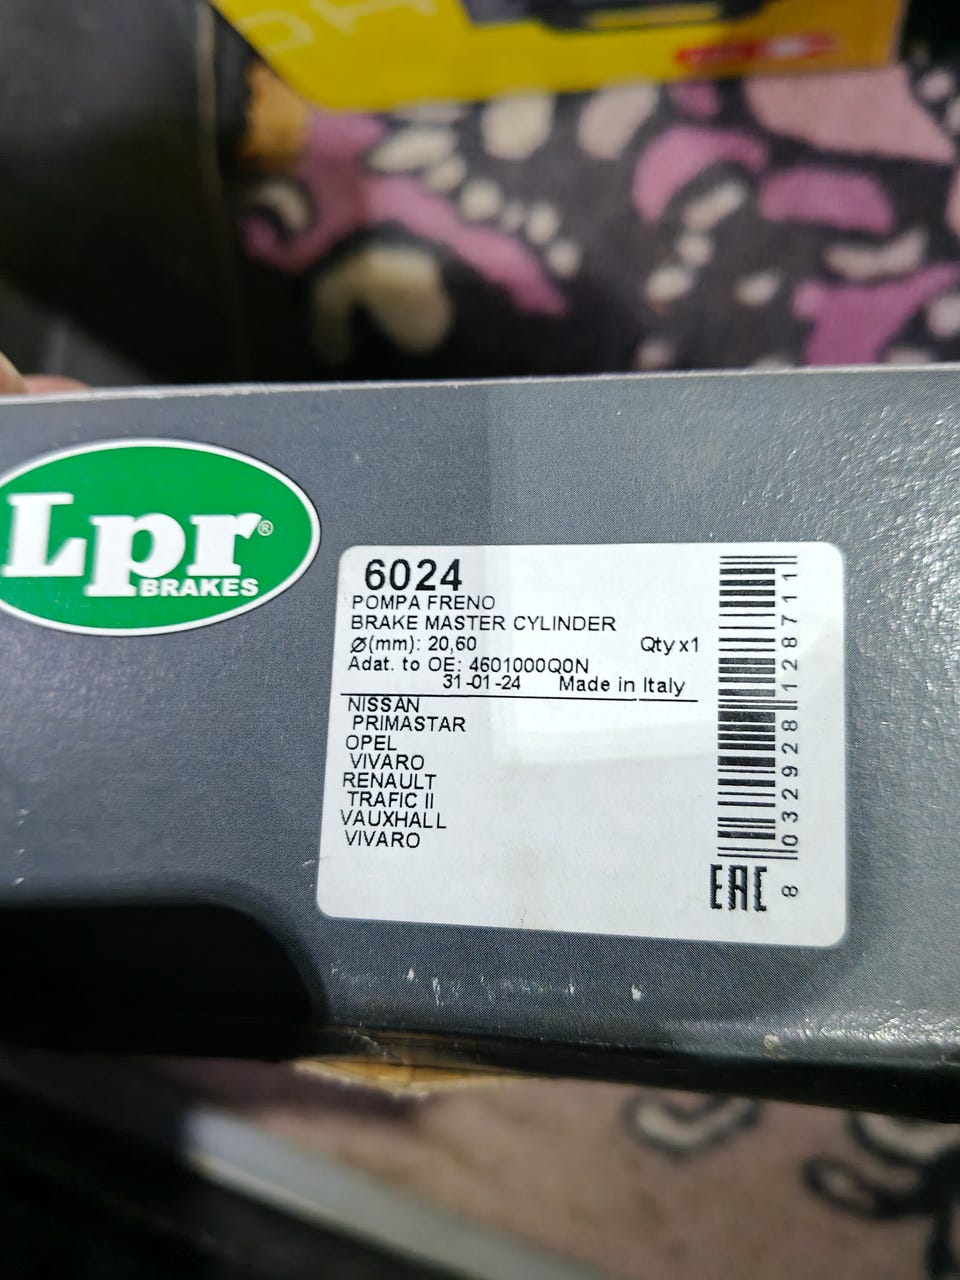 Lpr®
BRAKES
6024
POMPA FRENO
BRAKE MASTER CYLINDER
Ø(mm): 20,60 Qty x1
Adat. to OE: 4601000Q0N
31-01-24 Made in Italy
NISSAN
PRIMASTAR
OPEL
VIVARO
RENAULT
TRAFIC II
VAUXHALL
VIVARO
8 032928 128711
EAC